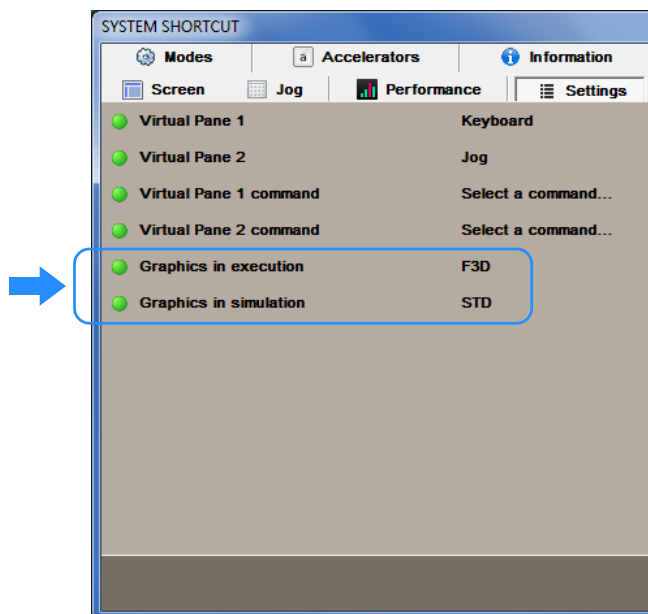 SYSTEM SHORTCUT
Modes a Accelerators i Information
Screen Jog Performance Settings
Virtual Pane 1 Keyboard
Virtual Pane 2 Jog
Virtual Pane 1 command Select a command...
Virtual Pane 2 command Select a command...
Graphics in execution F3D
Graphics in simulation STD